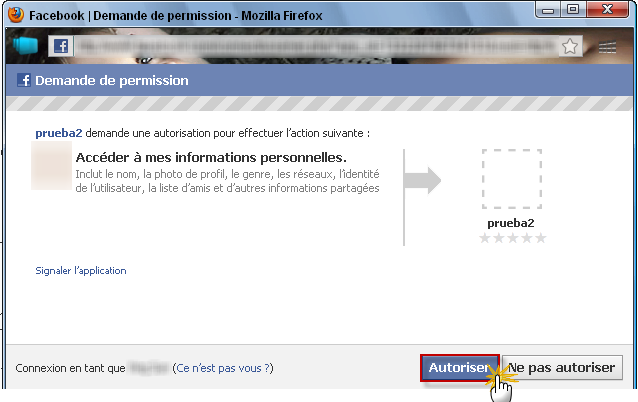 Facebook | Demande de permission - Mozilla Firefox
Demande de permission
prueba2 demande une autorisation pour effectuer l'action suivante :
Accéder à mes informations personnelles.
Inclut le nom, la photo de profil, le genre, les réseaux, l'identité
de l'utilisateur, la liste d'amis et d'autres informations partagées
prueba2
Signaler l'application
Connexion en tant que (Ce n'est pas vous ?)
Autoriser
Ne pas autoriser